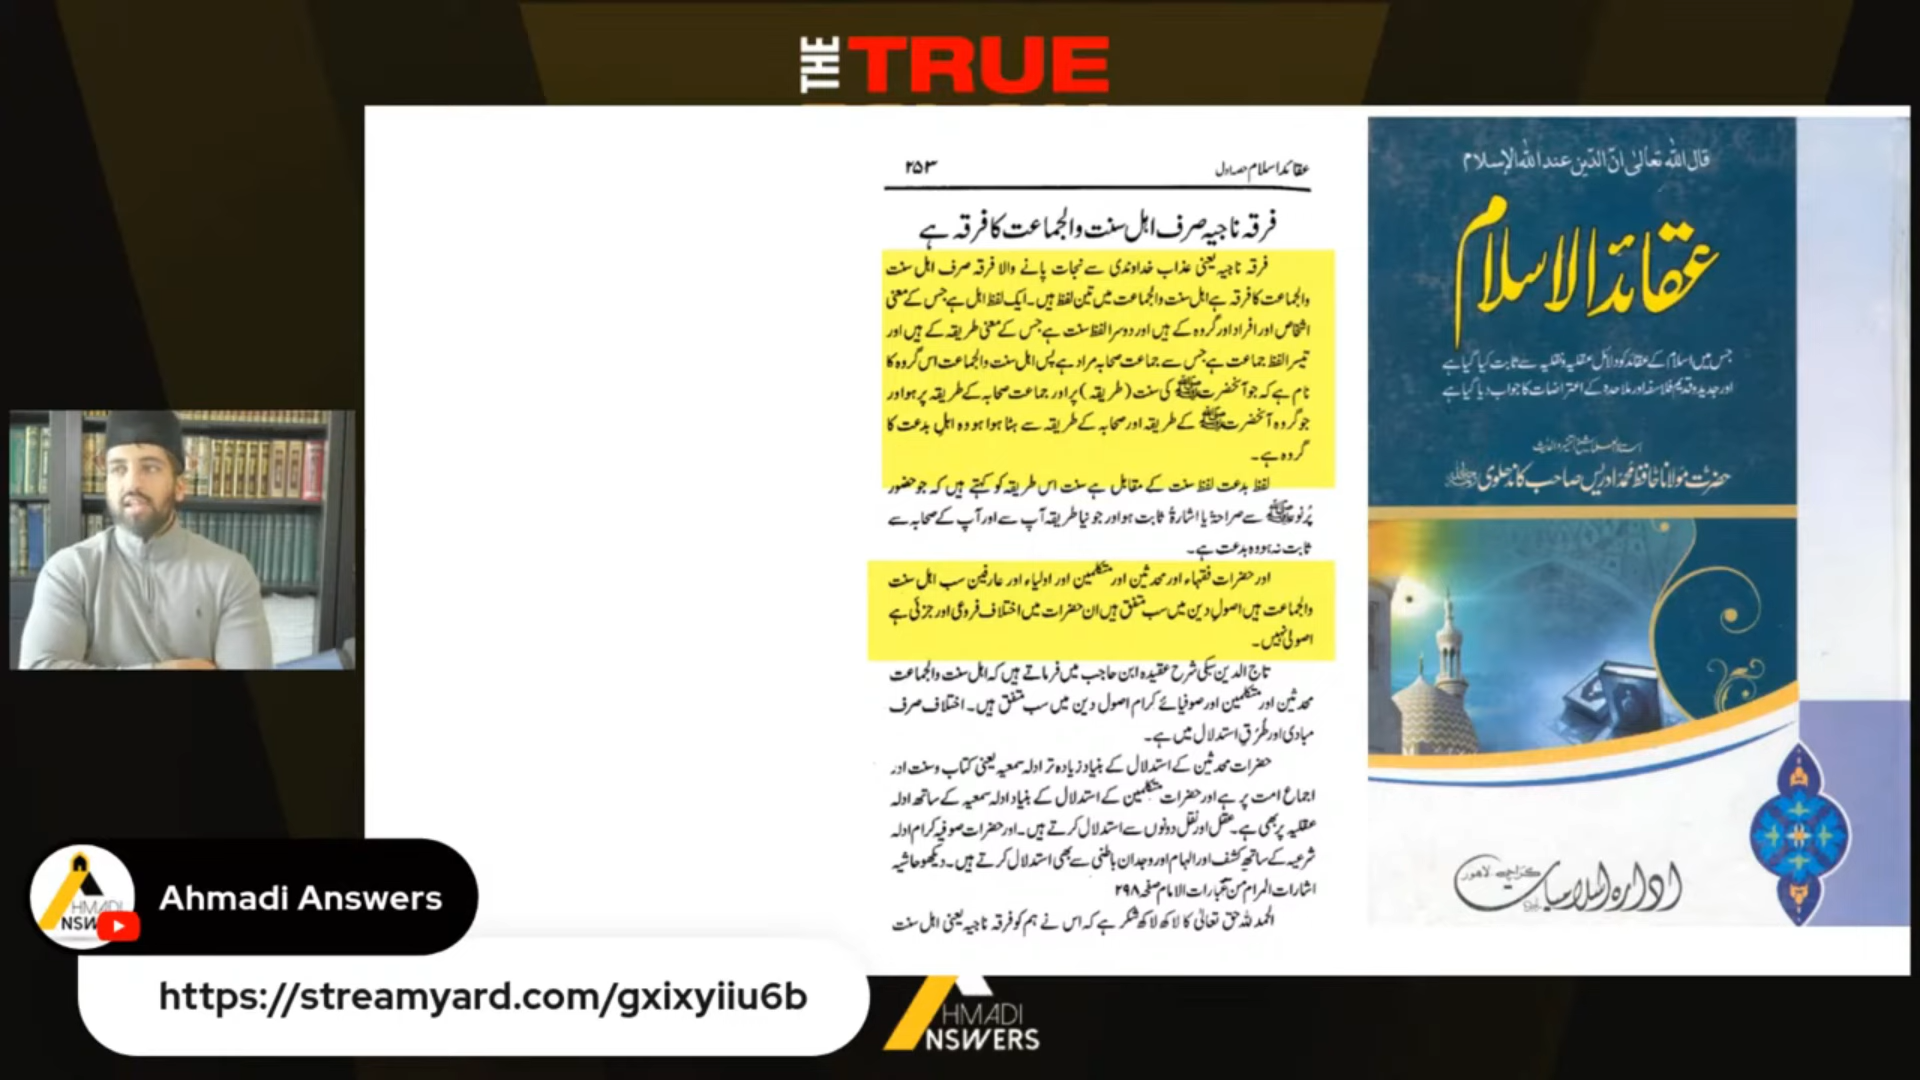 THE TRUE
۲۵۳
عقائد اسلام حصہ اول
فرقہ ناجیہ صرف اہل سنت والجماعت کا فرقہ ہے
فرقہ ناجیہ یعنی عذاب خداوندی سے نجات پانے والا فرقہ صرف اہل سنت
والجماعت کا فرقہ ہے اہل سنت والجماعت میں تین لفظ ہیں۔ ایک لفظ اہل ہے جس کے معنی
اشخاص اور افراد اور گروہ کے ہیں اور دوسرا لفظ سنت ہے جس کے معنی طریقہ کے ہیں اور
تیسرا لفظ جماعت ہے جس سے جماعت صحابہ مراد ہے پس اہل سنت والجماعت اس گروہ کا
نام ہے کہ جو آنحضرت ﷺ کی سنت (طریقہ) پر اور جماعت صحابہ کے طریقہ پر ہو اور
جو گروہ آنحضرت ﷺ کے طریقہ اور صحابہ کے طریقہ سے ہٹا ہوا ہو وہ اہل بدعت کا
گروہ ہے۔
لفظ بدعت لفظ سنت کے مقابل ہے سنت اس طریقہ کو کہتے ہیں کہ جو حضور
پُرنور ﷺ سے صراحۃً یا اشارۃً ثابت ہو اور جو نیا طریقہ آپ سے اور آپ کے صحابہ سے
ثابت نہ ہو وہ بدعت ہے۔
اور حضرات فقہاء اور محدثین اور متکلمین اور اولیاء اور عارفین سب اہل سنت
والجماعت ہیں اصول دین میں سب متفق ہیں ان حضرات میں اختلاف فروعی اور جزئی ہے
اصولی نہیں۔
تاج الدین سبکی شرح عقیدہ ابن حاجب میں فرماتے ہیں کہ اہل سنت والجماعت
محدثین اور متکلمین اور صوفیائے کرام اصول دین میں سب متفق ہیں۔ اختلاف صرف
مبادی اور طُرقِ استدلال میں ہے۔
حضرات محدثین کے استدلال کے بنیاد زیادہ تر ادلہ سمعیہ یعنی کتاب و سنت اور
اجماع امت پر ہے اور حضرات متکلمین کے استدلال کے بنیاد ادلہ سمعیہ کے ساتھ ادلہ
عقلیہ پر بھی ہے۔ عقل اور نقل دونوں سے استدلال کرتے ہیں۔ اور حضرات صوفیہ کرام ادلہ
شرعیہ کے ساتھ کشف اور الہام اور وجدان باطنی سے بھی استدلال کرتے ہیں۔ دیکھو حاشیہ
اشارات المرام من عبارات الامام صفحہ ۲۹۸
الحمد للہ حق تعالیٰ کا لاکھ لاکھ شکر ہے کہ اس نے ہم کو فرقہ ناجیہ یعنی اہل سنت
قال الله تعالى ان الدين عند الله الاسلام
عقائد الاسلام
جس میں اسلام کے عقائد کو دلائل عقلیہ و نقلیہ سے ثابت کیا گیا ہے
اور جدید و قدیم فلاسفہ اور ملاحدہ کے اعتراضات کا جواب دیا گیا ہے
حضرت مولانا حافظ محمد ادریس صاحب کاندھلوی
ادارہ اسلامیات
کراچی لاہور
Ahmadi Answers
https://streamyard.com/gxixyiiu6b
AHMADI
ANSWERS